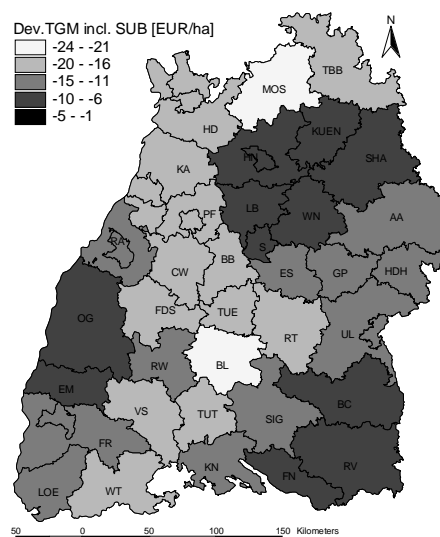 Dev.TGM incl. SUB [EUR/ha]
-24 - -21
-20 - -16
-15 - -11
-10 - -6
-5 - -1
N
TBB
MOS
HD
KUEN
HN
SHA
KA
LB
WN
AA
PF
RA
S
BB
ES
GP
HDH
CW
FDS
TUE
OG
RT
UL
RW
BL
EM
BC
VS
TUT
SIG
FR
KN
FN
RV
LOE
WT
50 0 50 100 150 Kilometers